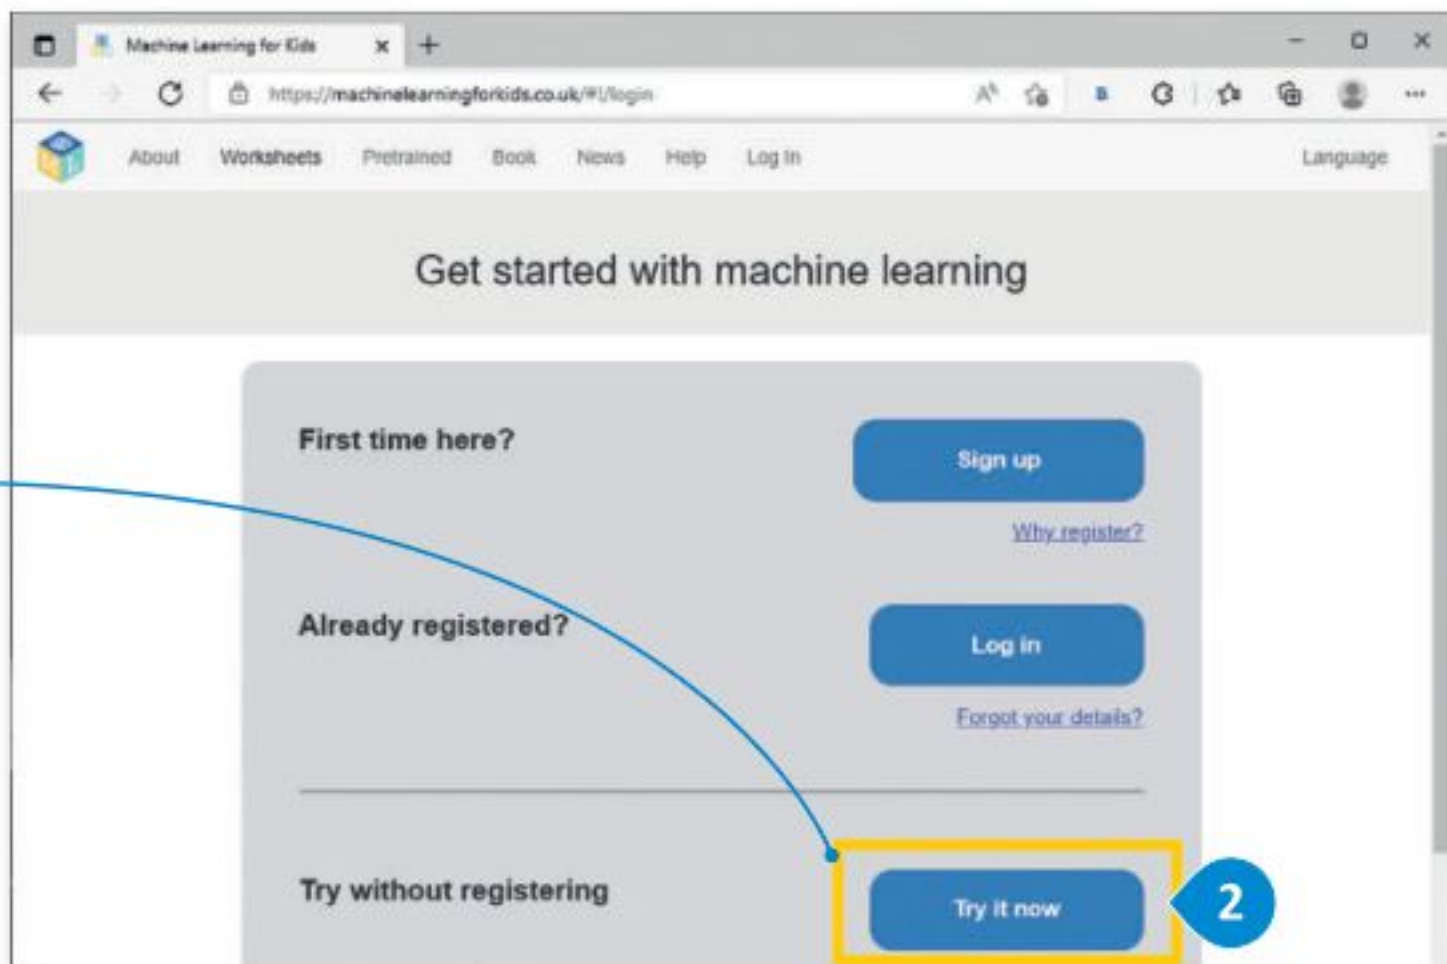 Machine Learning for Kids
https://machinelearningforkids.co.uk/#!/login
About Worksheets Pretrained Book News Help Log In Language
Get started with machine learning
First time here? Sign up
Why register?
Already registered? Log in
Forgot your details?
Try without registering Try it now
2